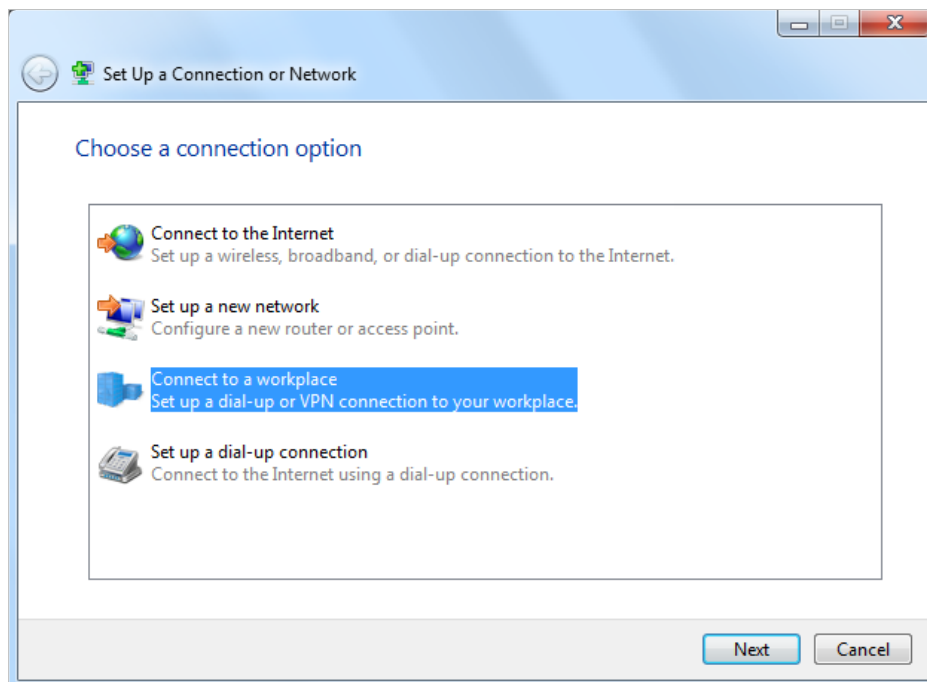 Set Up a Connection or Network
Choose a connection option
Connect to the Internet
Set up a wireless, broadband, or dial-up connection to the Internet.
Set up a new network
Configure a new router or access point.
Connect to a workplace
Set up a dial-up or VPN connection to your workplace.
Set up a dial-up connection
Connect to the Internet using a dial-up connection.
Next
Cancel